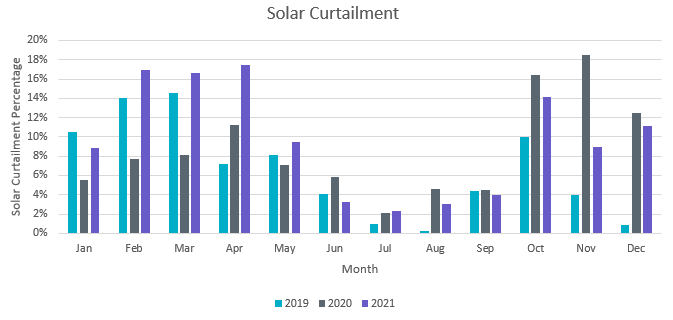 Solar Curtailment
20%
18%
16%
14%
12%
10%
8%
6%
4%
2%
0%
Solar Curtailment Percentage
Jan Feb Mar Apr May Jun Jul Aug Sep Oct Nov Dec
Month
2019 2020 2021